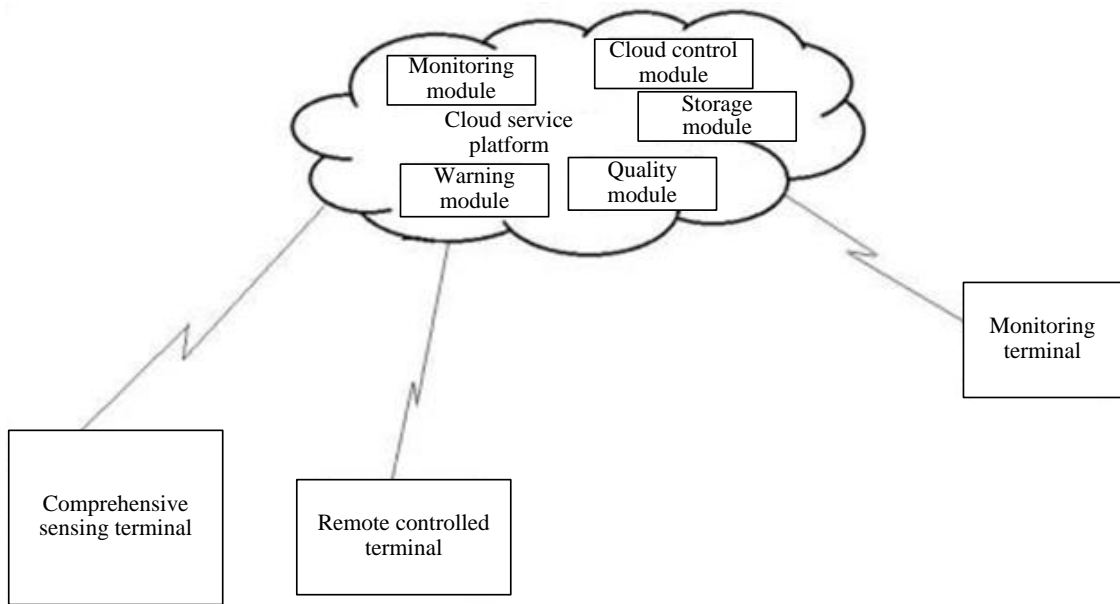 Monitoring
module
Cloud control
module
Storage
module
Cloud service
platform
Warning
module
Quality
module
Monitoring
terminal
Comprehensive
sensing terminal
Remote controlled
terminal